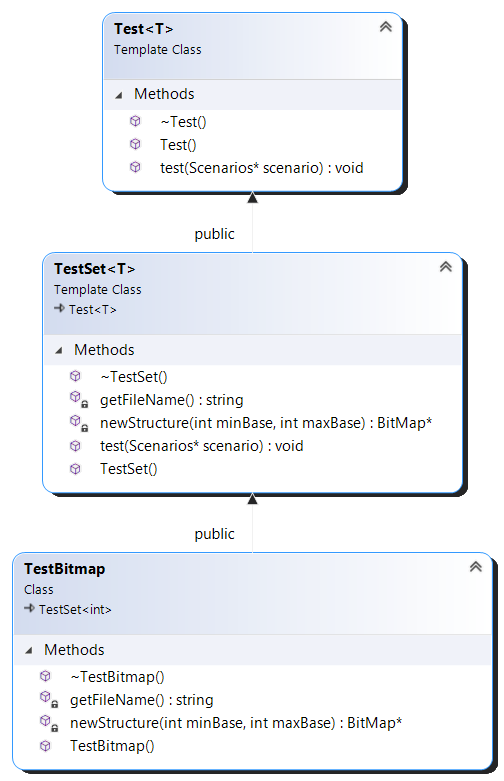 Test<T>
Template Class
Methods
~Test()
Test()
test(Scenarios* scenario) : void
public
TestSet<T>
Template Class
Test<T>
Methods
~TestSet()
getFileName() : string
newStructure(int minBase, int maxBase) : BitMap*
test(Scenarios* scenario) : void
TestSet()
public
TestBitmap
Class
TestSet<int>
Methods
~TestBitmap()
getFileName() : string
newStructure(int minBase, int maxBase) : BitMap*
TestBitmap()